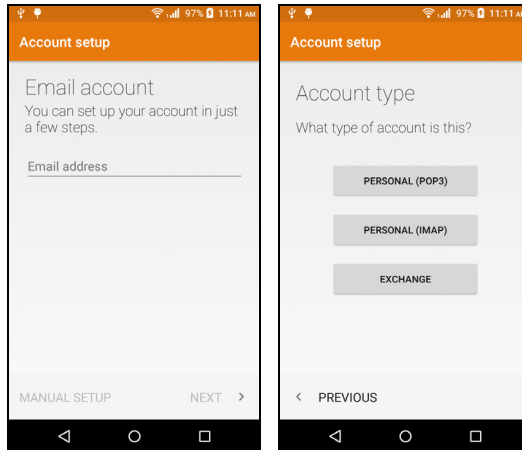 97% 11:11 AM
Account setup
Email account
You can set up your account in just
a few steps.
Email address
MANUAL SETUP NEXT
97% 11:11 AM
Account setup
Account type
What type of account is this?
PERSONAL (POP3)
PERSONAL (IMAP)
EXCHANGE
PREVIOUS